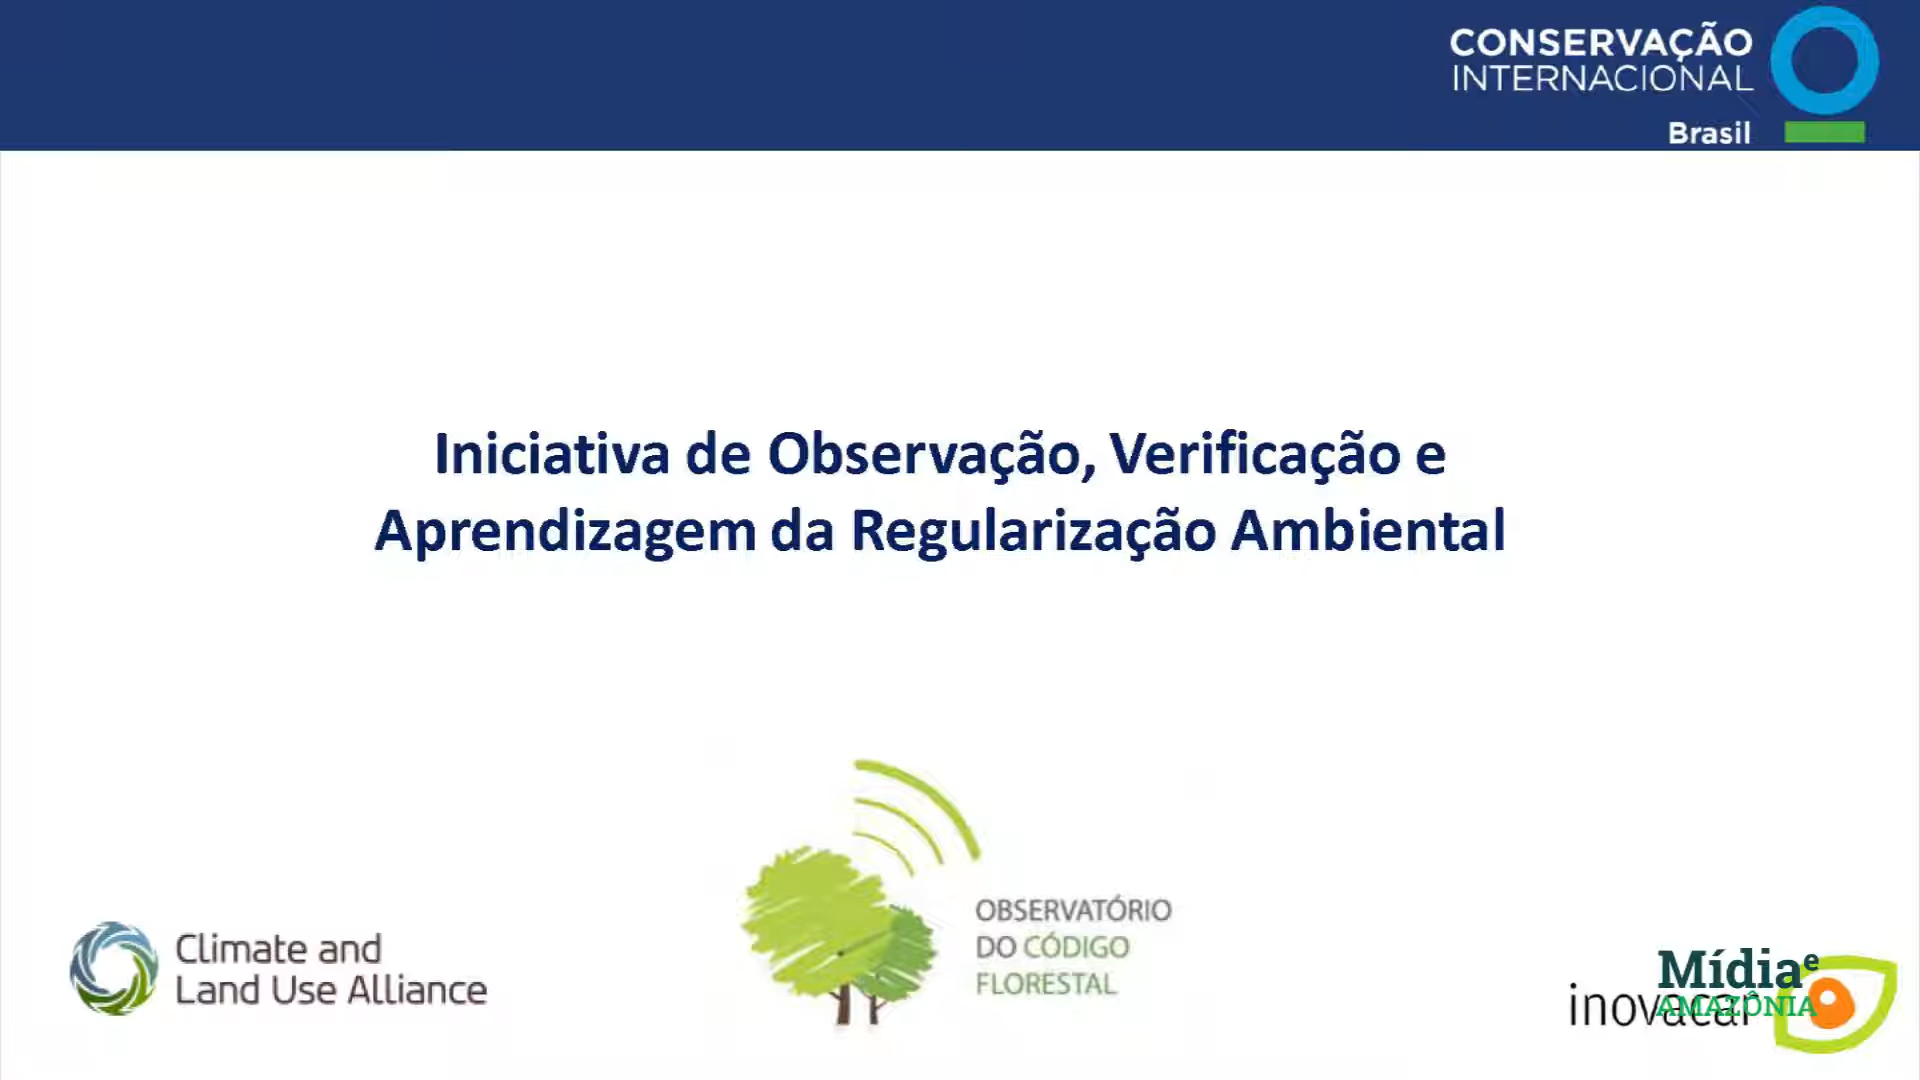 CONSERVAÇÃO
INTERNACIONAL
Brasil
Iniciativa de Observação, Verificação e
Aprendizagem da Regularização Ambiental
Climate and
Land Use Alliance
OBSERVATÓRIO
DO CÓDIGO
FLORESTAL
inovacar
Mídia e
AMAZÔNIA